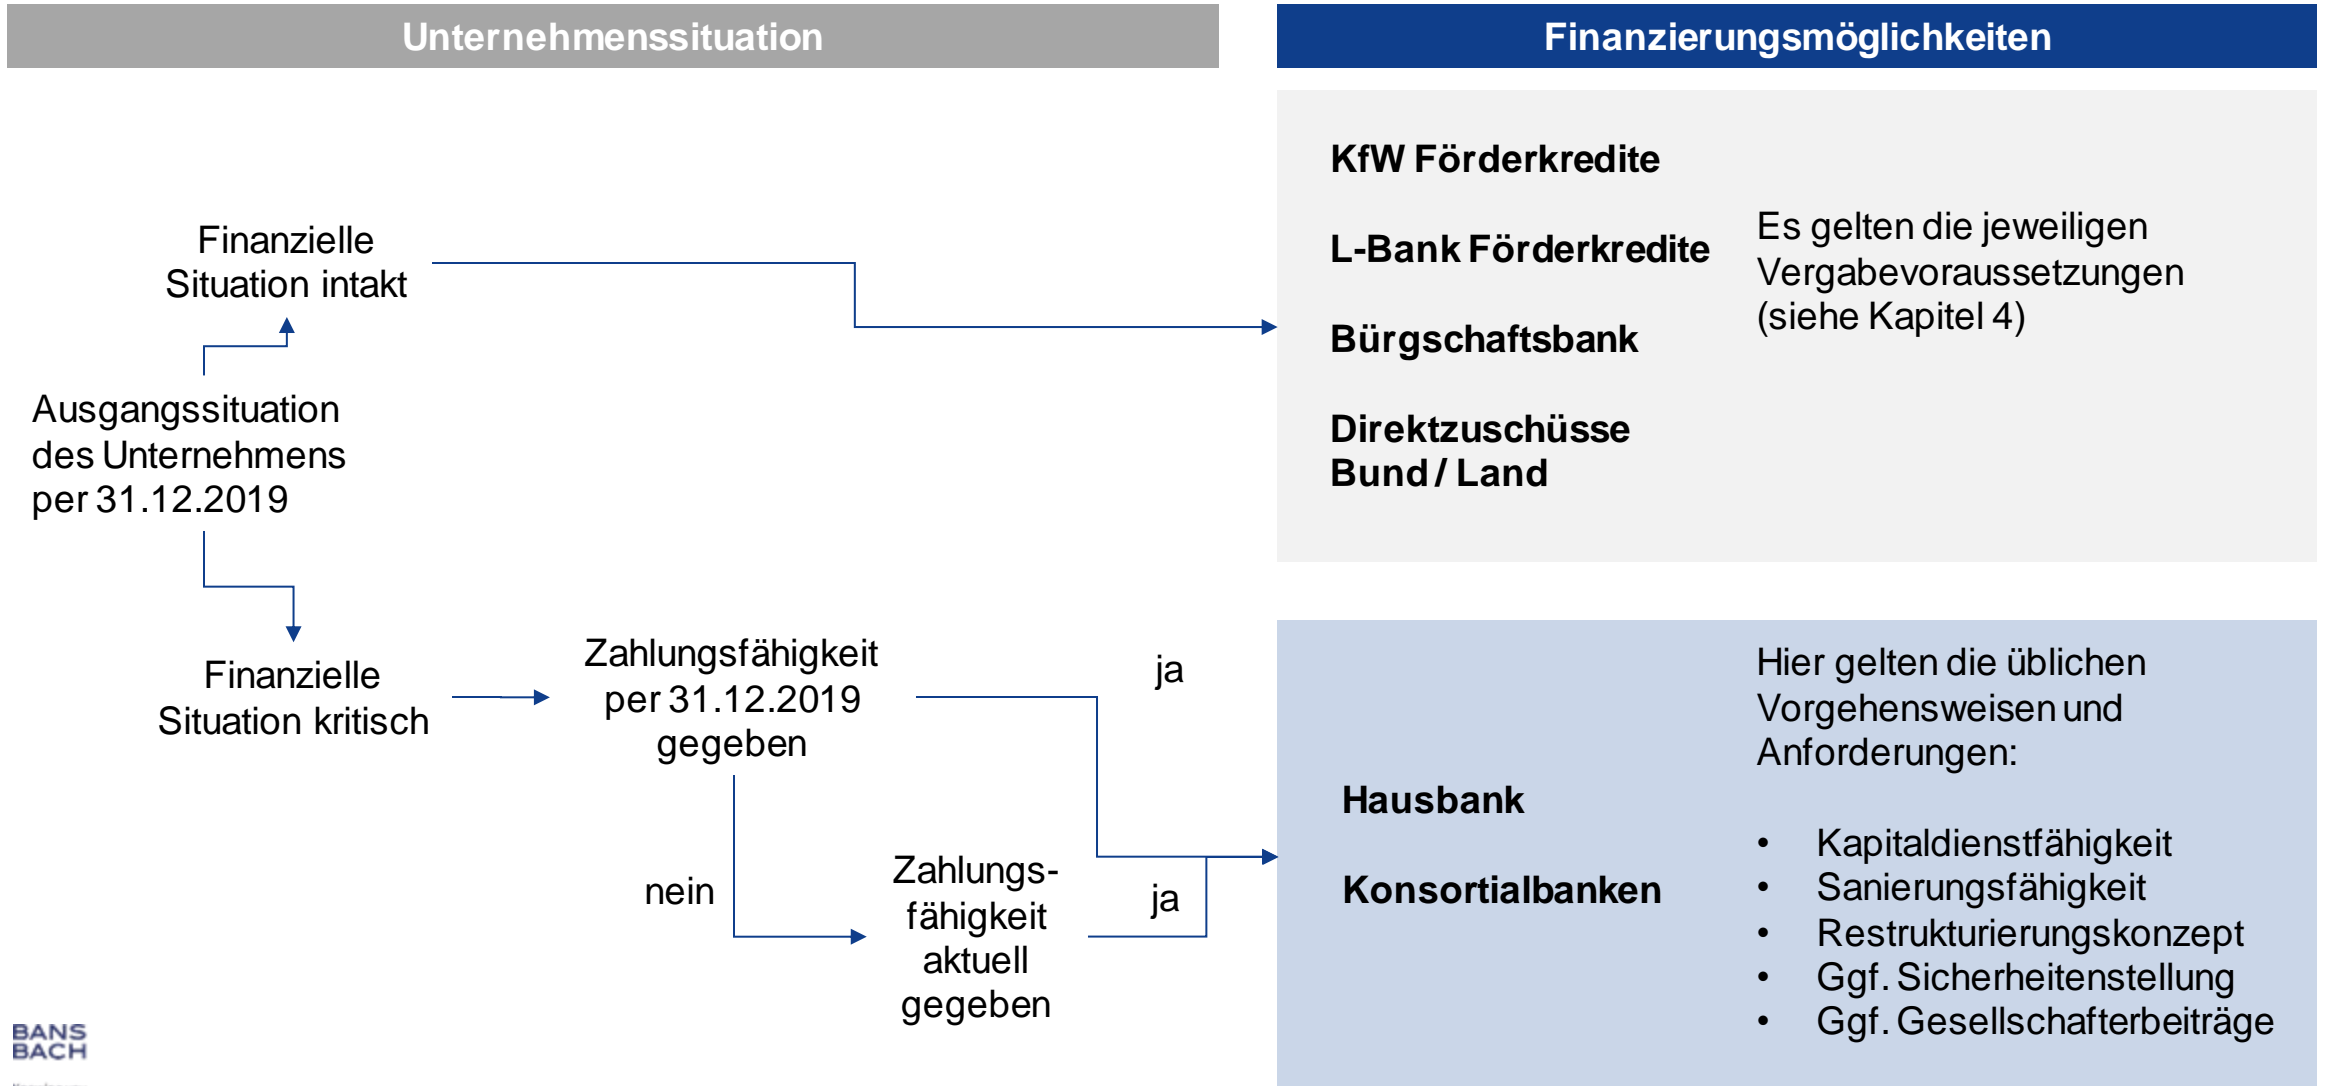 Unternehmenssituation
Finanzierungsmöglichkeiten
Finanzielle
Situation intakt
Ausgangssituation
des Unternehmens
per 31.12.2019
Finanzielle
Situation kritisch
Zahlungsfähigkeit
per 31.12.2019
gegeben
ja
nein
Zahlungs-
fähigkeit
aktuell
gegeben
ja
KfW Förderkredite
L-Bank Förderkredite
Bürgschaftsbank
Direktzuschüsse
Bund / Land
Es gelten die jeweiligen
Vergabevoraussetzungen
(siehe Kapitel 4)
Hausbank
Konsortialbanken
Hier gelten die üblichen
Vorgehensweisen und
Anforderungen:
• Kapitaldienstfähigkeit
• Sanierungsfähigkeit
• Restrukturierungskonzept
• Ggf. Sicherheitenstellung
• Ggf. Gesellschafterbeiträge
BANS
BACH